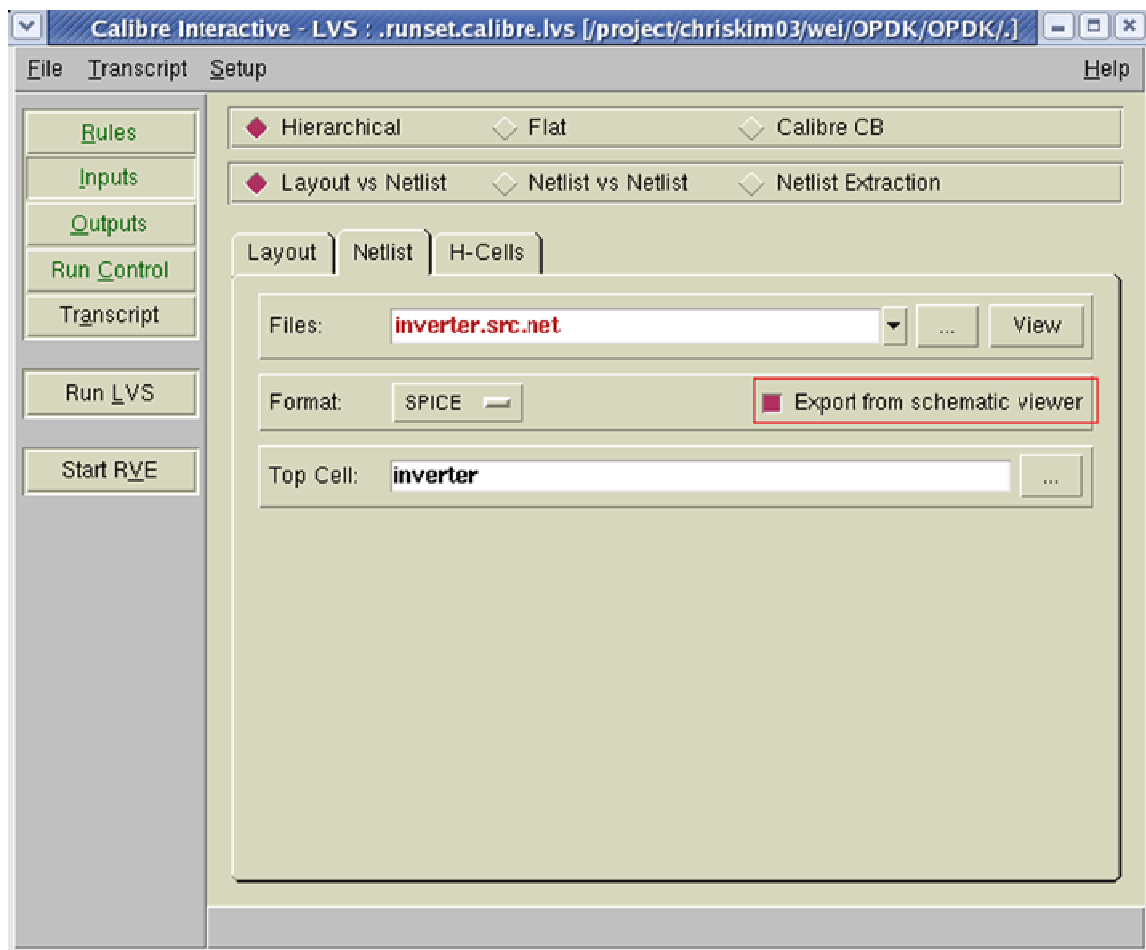 Calibre Interactive - LVS : .runset.calibre.lvs [/project/chriskim03/wei/OPDK/OPDK/.]
File Transcript Setup Help
Rules
Inputs
Outputs
Run Control
Transcript
Run LVS
Start RVE
Hierarchical Flat Calibre CB
Layout vs Netlist Netlist vs Netlist Netlist Extraction
Layout Netlist H-Cells
Files: inverter.src.net ... View
Format: SPICE Export from schematic viewer
Top Cell: inverter ...